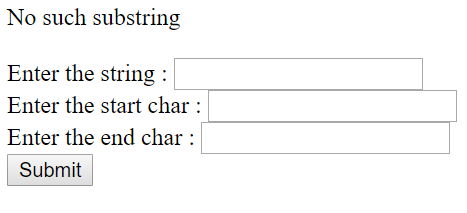 No such substring
Enter the string :
Enter the start char :
Enter the end char :
Submit